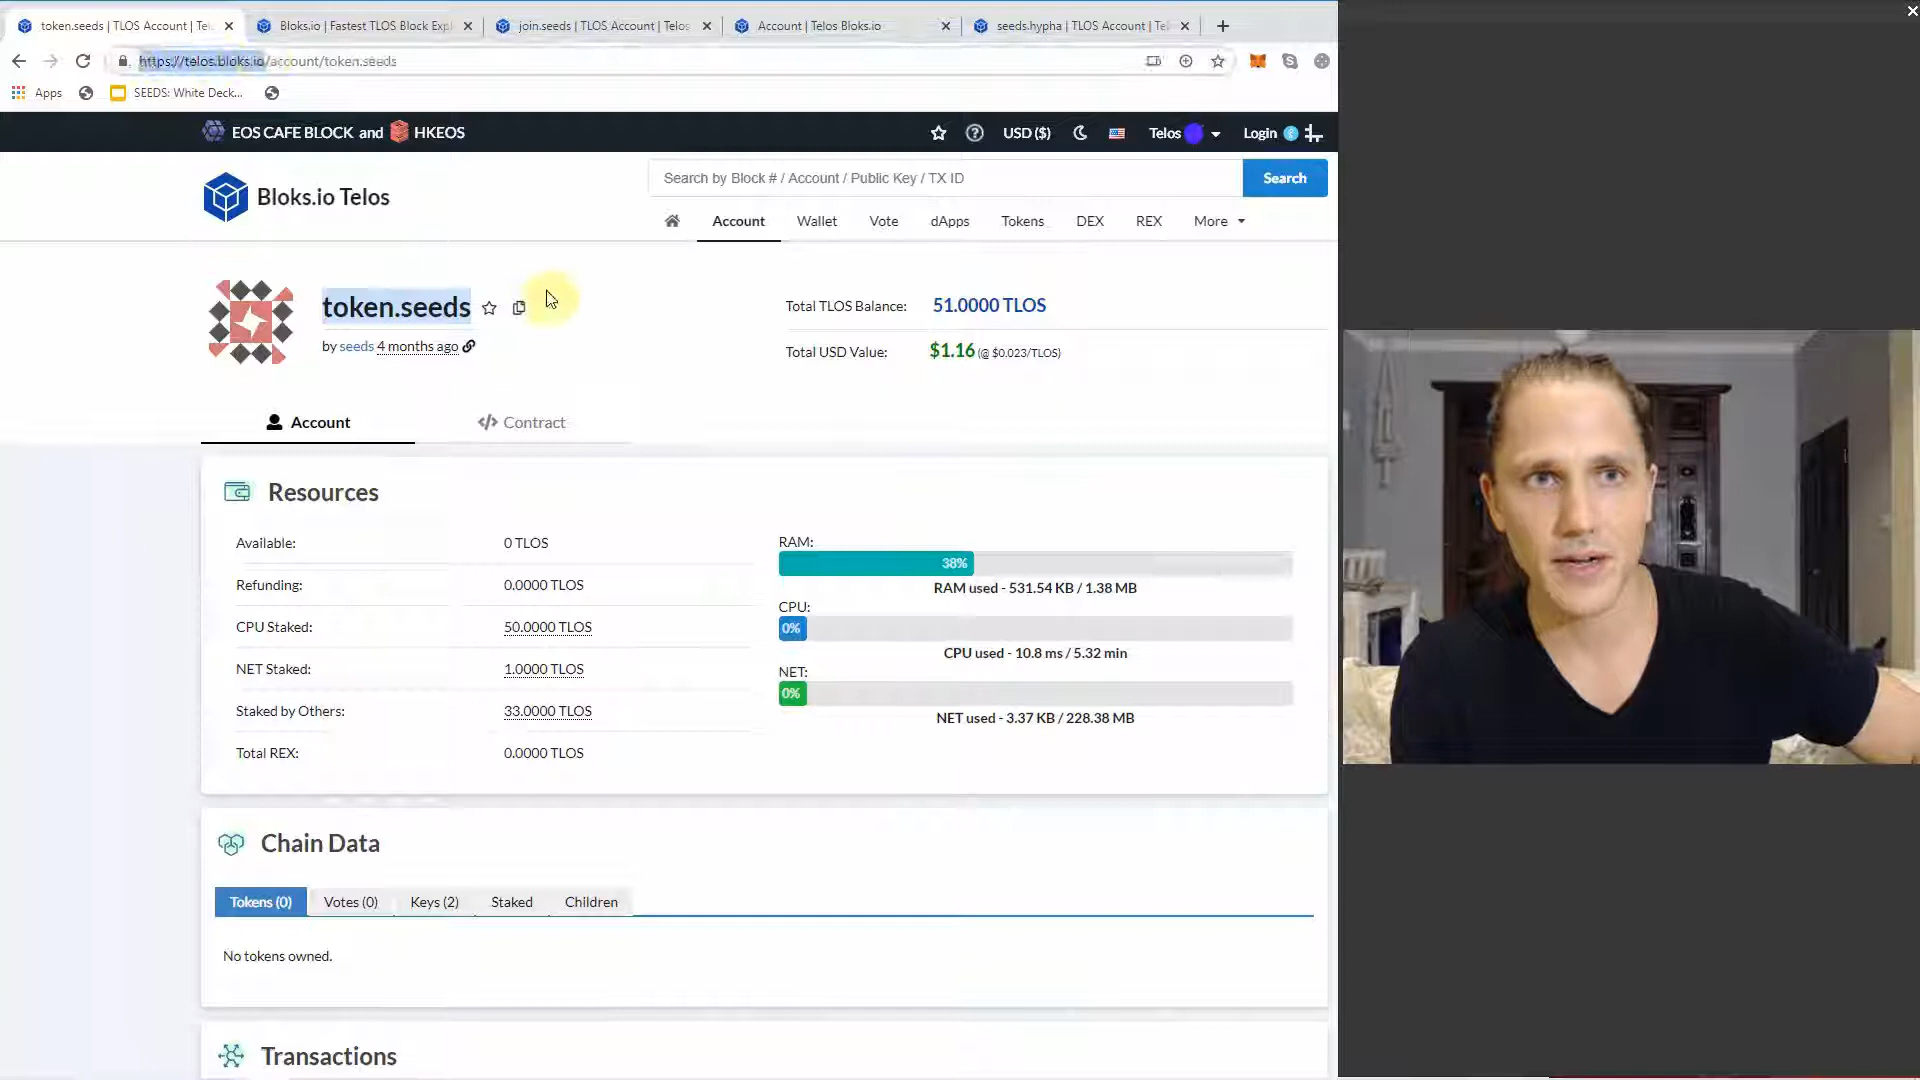 token.seeds | TLOS Account | Tel
Bloks.io | Fastest TLOS Block Expl
join.seeds | TLOS Account | Telos
Account | Telos Bloks.io
seeds.hypha | TLOS Account | Tel
https://telos.bloks.io/account/token.seeds
Apps
SEEDS: White Deck...
EOS CAFE BLOCK and HKEOS
USD ($)
Telos
Login
Bloks.io Telos
Search by Block # / Account / Public Key / TX ID
Search
Account
Wallet
Vote
dApps
Tokens
DEX
REX
More
token.seeds
by seeds 4 months ago
Total TLOS Balance: 51.0000 TLOS
Total USD Value: $1.16 (@ $0.023/TLOS)
Account
Contract
Resources
Available: 0 TLOS
Refunding: 0.0000 TLOS
CPU Staked: 50.0000 TLOS
NET Staked: 1.0000 TLOS
Staked by Others: 33.0000 TLOS
Total REX: 0.0000 TLOS
RAM:
38%
RAM used - 531.54 KB / 1.38 MB
CPU:
0%
CPU used - 10.8 ms / 5.32 min
NET:
0%
NET used - 3.37 KB / 228.38 MB
Chain Data
Tokens (0)
Votes (0)
Keys (2)
Staked
Children
No tokens owned.
Transactions